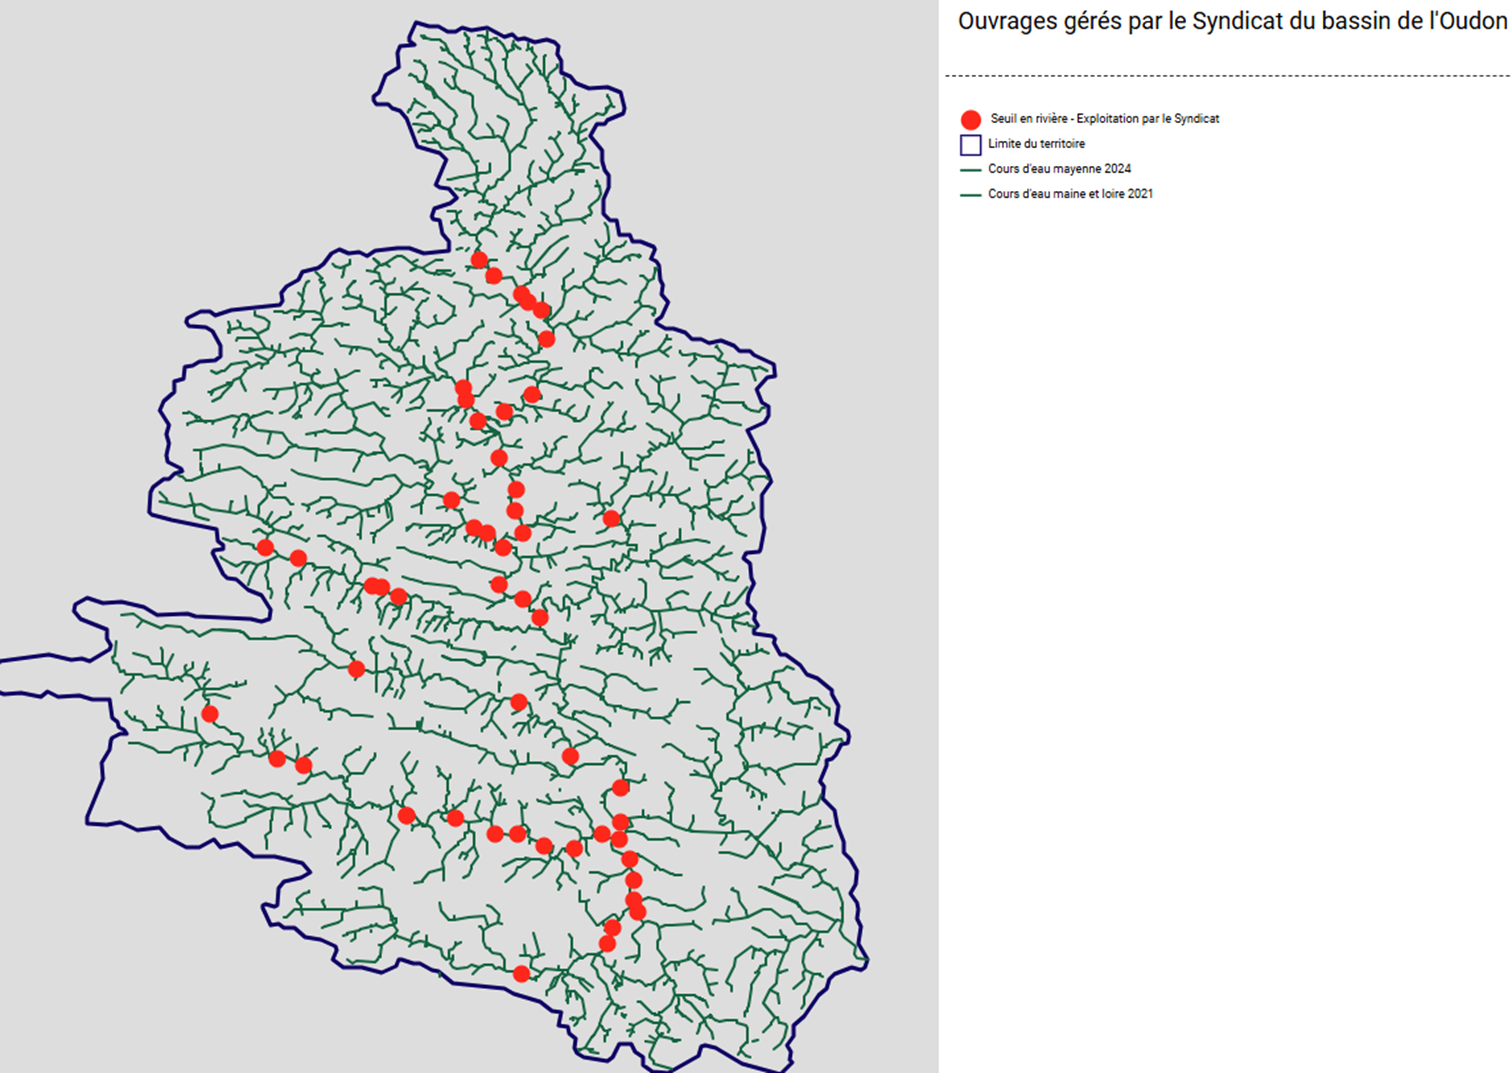 Ouvrages gérés par le Syndicat du bassin de l'Oudon
Seuil en rivière - Exploitation par le Syndicat
Limite du territoire
Cours d'eau mayenne 2024
Cours d'eau maine et loire 2021